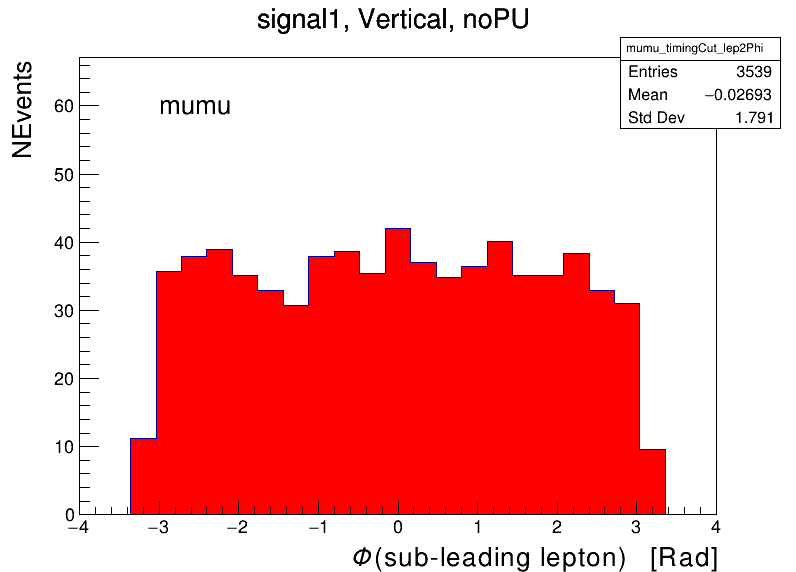 signal1, Vertical, noPU
mumu_timingCut_lep2Phi
Entries 3539
Mean −0.02693
Std Dev 1.791
NEvents
mumu
60
50
40
30
20
10
0
−4 −3 −2 −1 0 1 2 3 4
Φ(sub-leading lepton) [Rad]